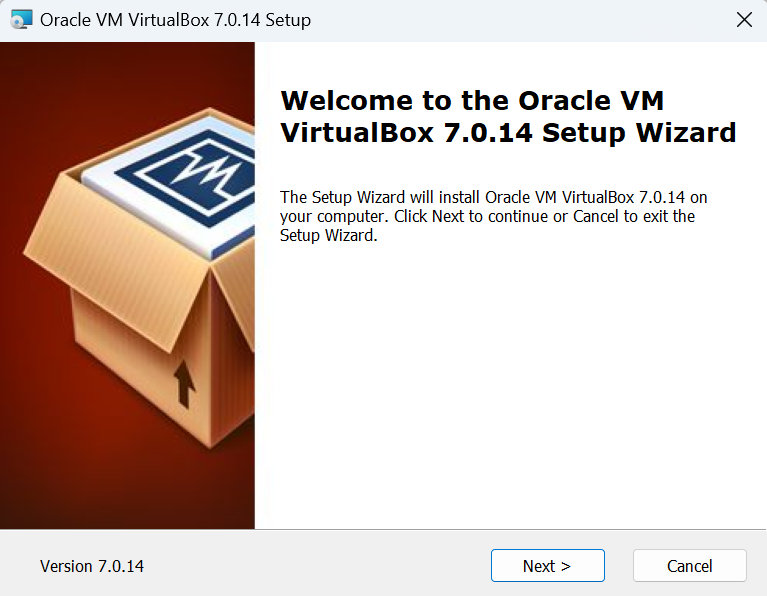 Oracle VM VirtualBox 7.0.14 Setup
Welcome to the Oracle VM
VirtualBox 7.0.14 Setup Wizard
The Setup Wizard will install Oracle VM VirtualBox 7.0.14 on
your computer. Click Next to continue or Cancel to exit the
Setup Wizard.
Version 7.0.14
Next >
Cancel